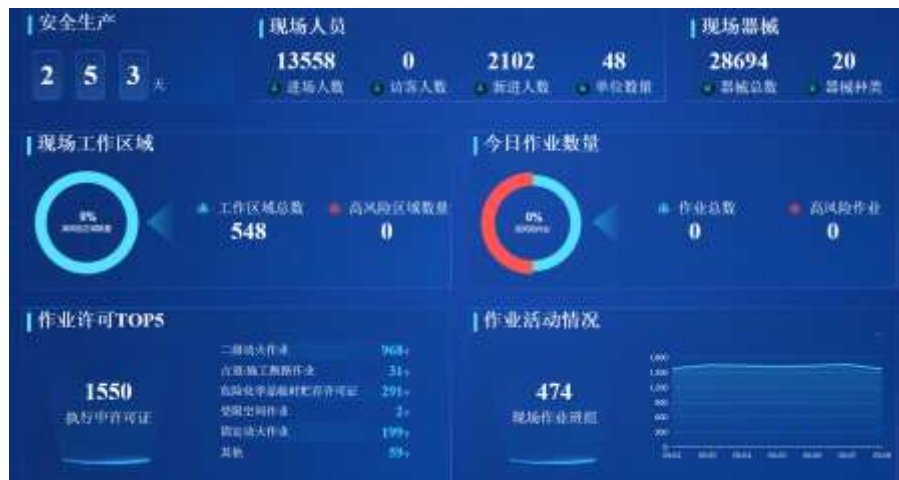 安全生产
2 5 3 天
现场人员
13558 0 2102 48
进场人数 访客人数 新进人数 单位数量
现场器械
28694 20
器械总数 器械种类
现场工作区域
0%
工作区域总数 高风险区域数量
548 0
今日作业数量
0%
作业总数 高风险作业
0 0
作业许可TOP5
1550
执行中许可证
二级动火作业 968
占道/施工断路作业 31
危险化学品临时贮存许可证 291
受限空间作业 2
固定动火作业 199
其他 59
作业活动情况
474
现场作业班组